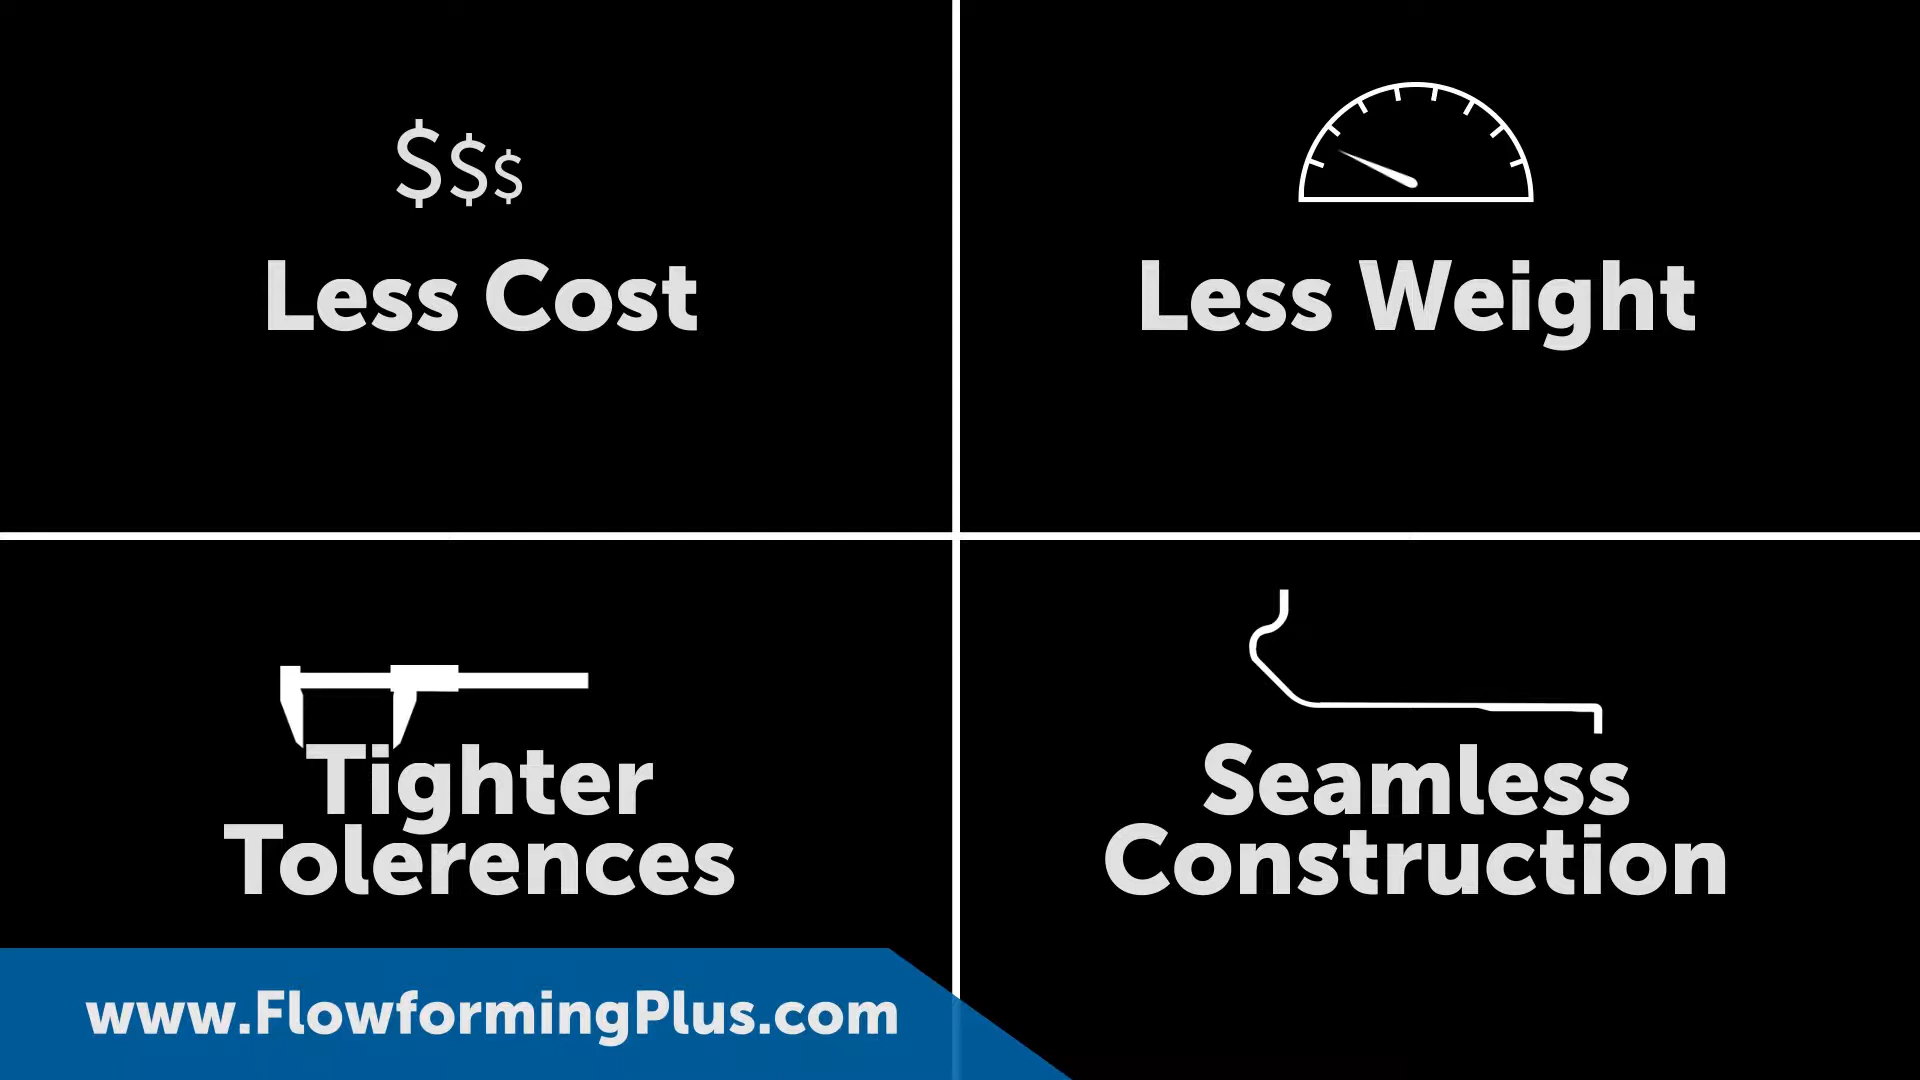 $$$
Less Cost
Less Weight
Tighter
Tolerences
Seamless
Construction
www.FlowformingPlus.com